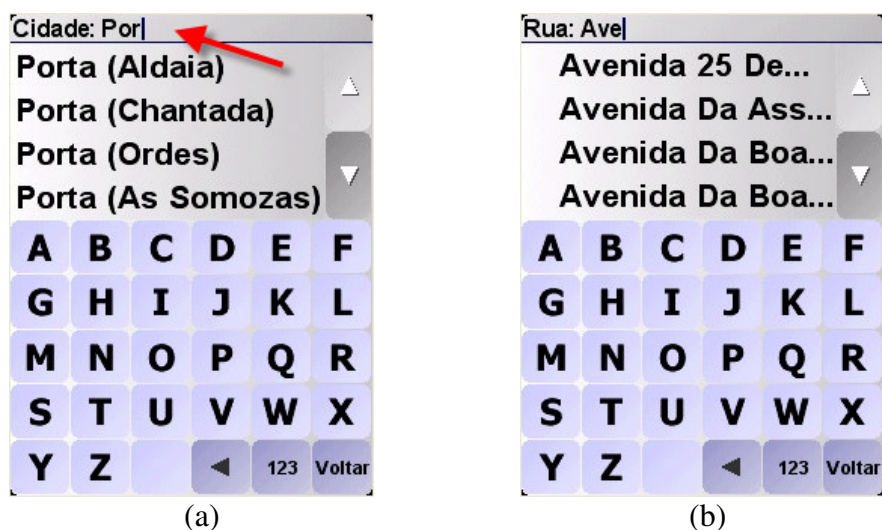 Cidade: Por
Porta (Aldaia)
Porta (Chantada)
Porta (Ordes)
Porta (As Somozas)
A B C D E F
G H I J K L
M N O P Q R
S T U V W X
Y Z 123 Voltar
(a)
Rua: Ave
Avenida 25 De...
Avenida Da Ass...
Avenida Da Boa...
Avenida Da Boa...
A B C D E F
G H I J K L
M N O P Q R
S T U V W X
Y Z 123 Voltar
(b)